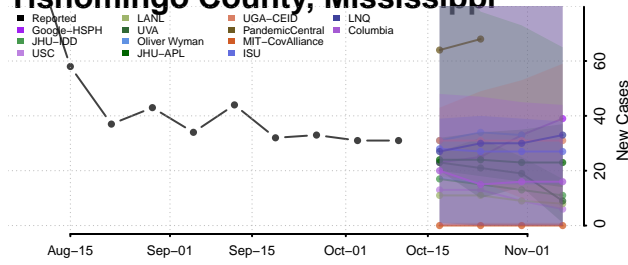 Tishomingo County, Mississippi
Reported LANL UGA-CEID LNQ
Google-HSPH UVA PandemicCentral Columbia
JHU-IDD Oliver Wyman MIT-CovAlliance
USC JHU-APL ISU
60
40
20
0
New Cases
Aug-15 Sep-01 Sep-15 Oct-01 Oct-15 Nov-01